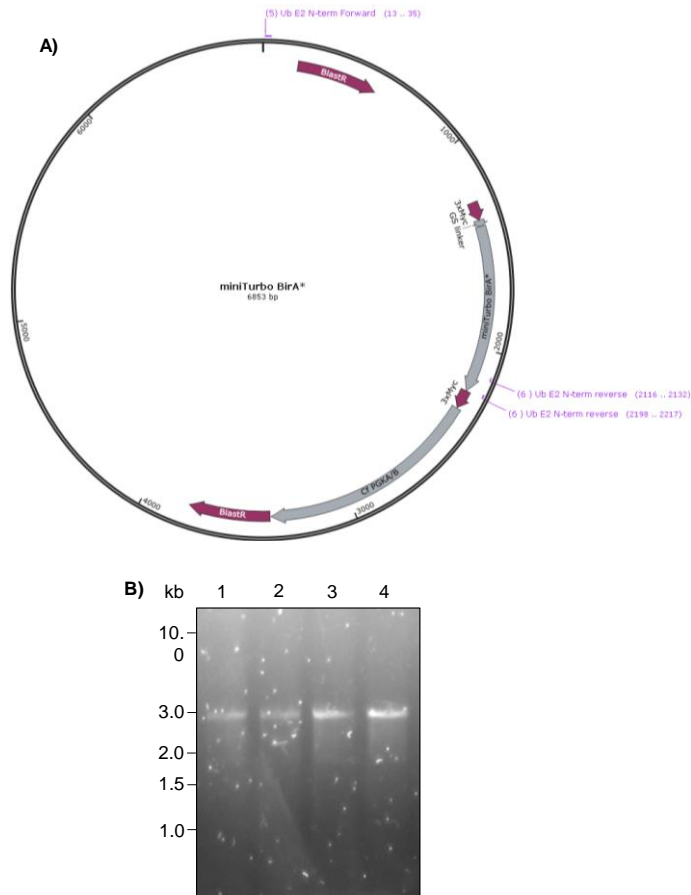 (5) Ub E2 N-term Forward (13 .. 35)
A)
BlastR
6000
1000
3xMyc
GS linker
miniTurbo BirA*
miniTurbo BirA*
6853 bp
5000
2000
3xMyc
(6 ) Ub E2 N-term reverse (2116 .. 2132)
(6 ) Ub E2 N-term reverse (2198 .. 2217)
Cf PGKA/B
4000
BlastR
3000
B) kb 1 2 3 4
10.
0
3.0
2.0
1.5
1.0